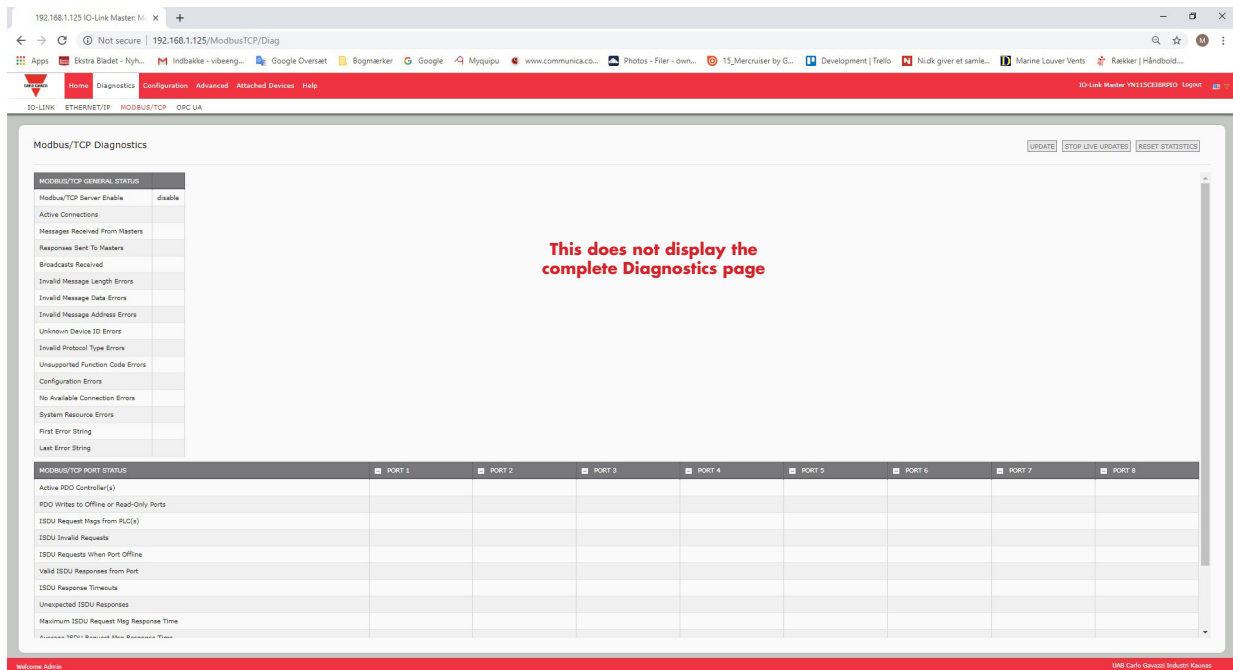 192.168.1.125 IO-Link Master: M
192.168.1.125/ModbusTCP/Diag
Not secure
Apps Ekstra Bladet - Nyh... Indbakke - vibeeng... Google Oversæt Bogmærker Google Myquipu www.communica.co... Photos - Filer - own... 15_Mercruiser by G... Development | Trello Ni.dk giver et samle... Marine Louver Vents Rækker | Håndbold....
CARLO GAVAZZI
Home Diagnostics Configuration Advanced Attached Devices Help
Logout
IO-LINK ETHERNET/IP MODBUS/TCP OPC UA
Modbus/TCP Diagnostics
UPDATE STOP LIVE UPDATES RESET STATISTICS
MODBUS/TCP GENERAL STATUS
Modbus/TCP Server Enable disable
Active Connections
Messages Received From Masters
Responses Sent To Masters
Broadcasts Received
Invalid Message Length Errors
Invalid Message Data Errors
Invalid Message Address Errors
Unknown Device ID Errors
Invalid Protocol Type Errors
Unsupported Function Code Errors
Configuration Errors
No Available Connection Errors
System Resource Errors
First Error String
Last Error String
This does not display the
complete Diagnostics page
MODBUS/TCP PORT STATUS PORT 1 PORT 2 PORT 3 PORT 4 PORT 5 PORT 6 PORT 7 PORT 8
Active PDO Controller(s)
PDO Writes to Offline or Read-Only Ports
ISDU Request Msgs from PLC(s)
ISDU Invalid Requests
ISDU Requests When Port Offline
Valid ISDU Responses from Port
ISDU Response Timeouts
Unexpected ISDU Responses
Maximum ISDU Request Msg Response Time
Average ISDU Request Msg Response Time
Welcome Admin
UAB Carlo Gavazzi Industri Kaunas